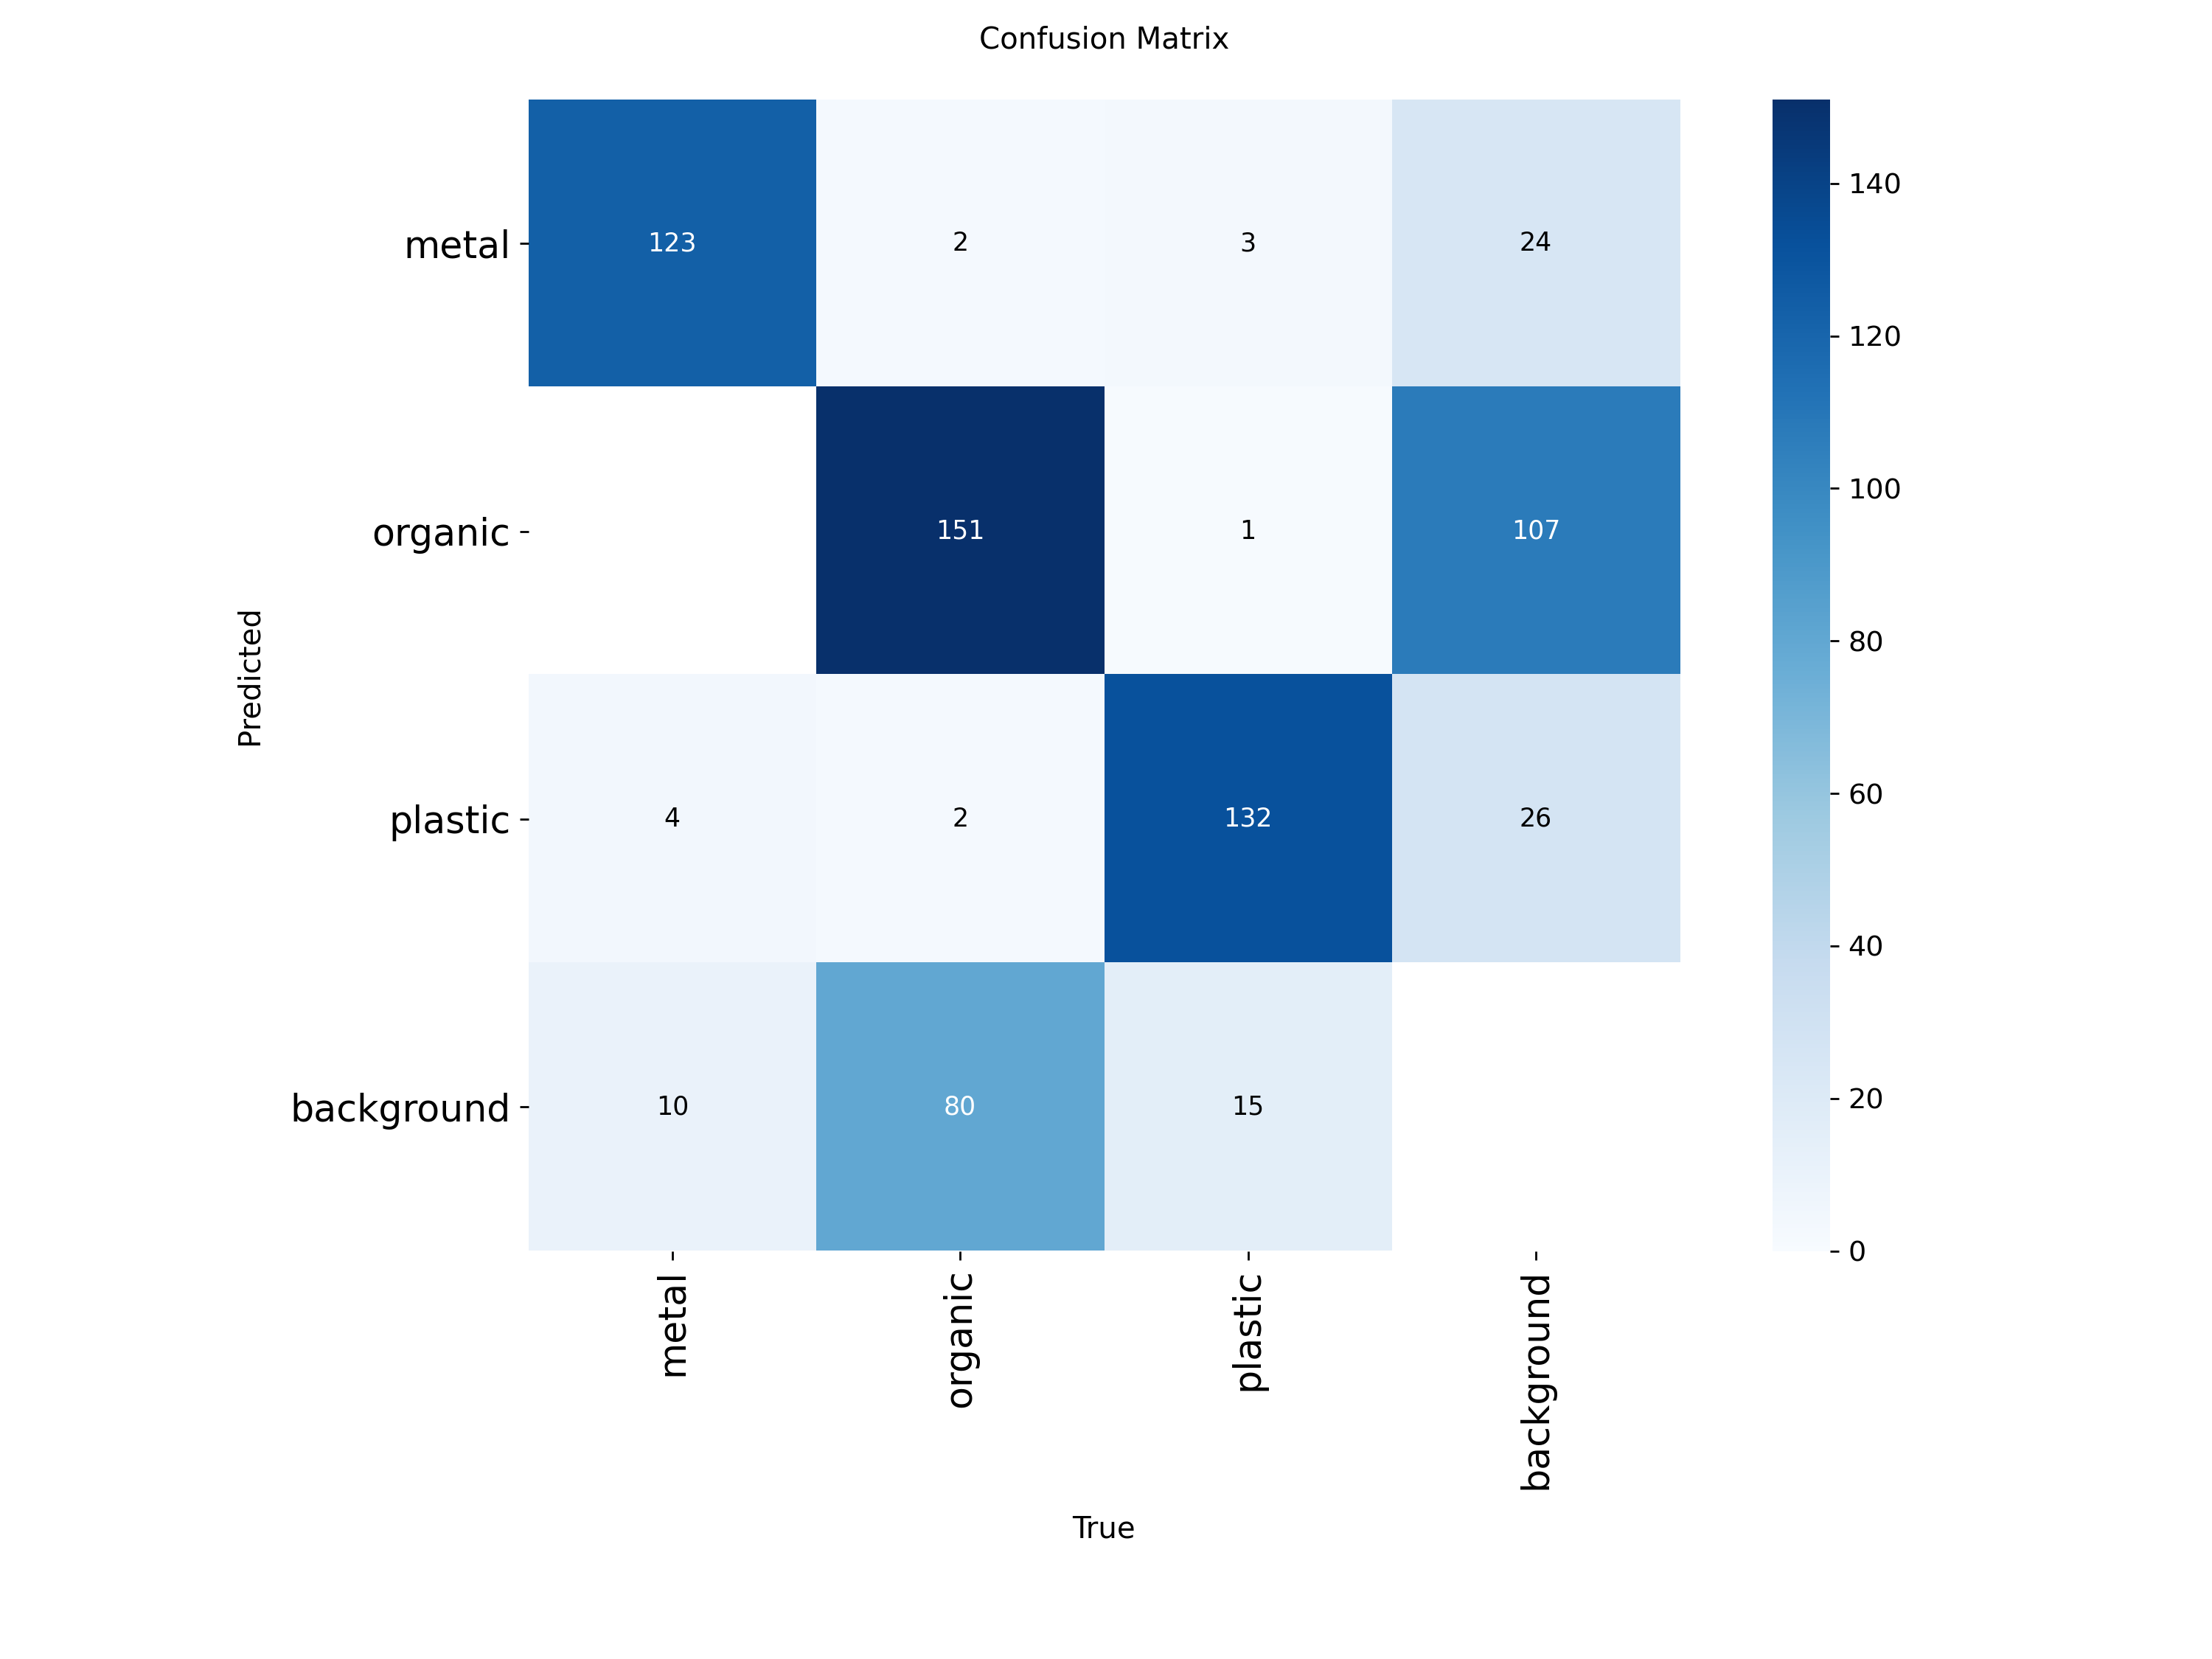 Confusion Matrix
metal 123 2 3 24
organic 151 1 107
plastic 4 2 132 26
background 10 80 15
Predicted
metal organic plastic background
True
140
120
100
80
60
40
20
0